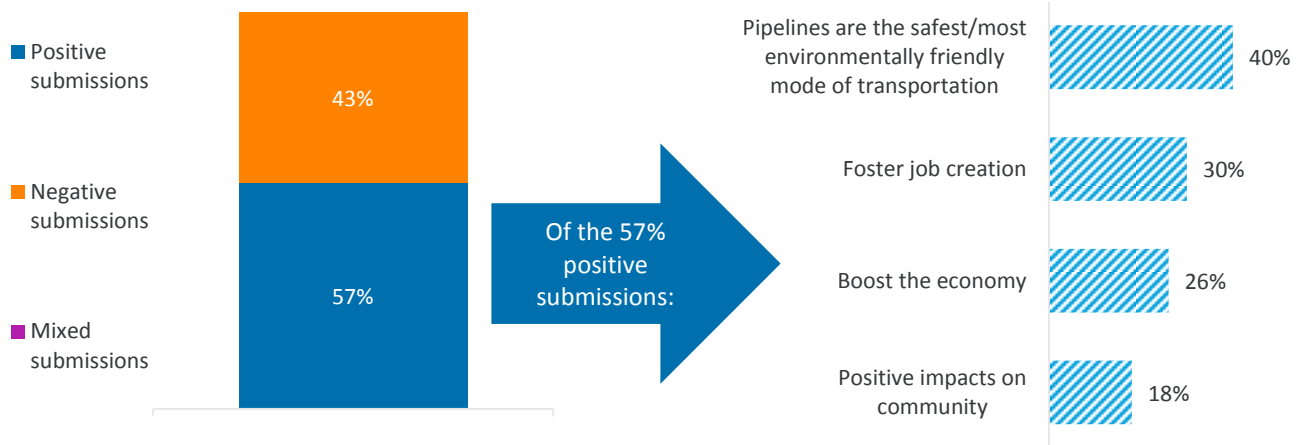 Positive
submissions
Negative
submissions
Mixed
submissions
43%
57%
Of the 57%
positive
submissions:
Pipelines are the safest/most
environmentally friendly
mode of transportation
40%
Foster job creation
30%
Boost the economy
26%
Positive impacts on
community
18%